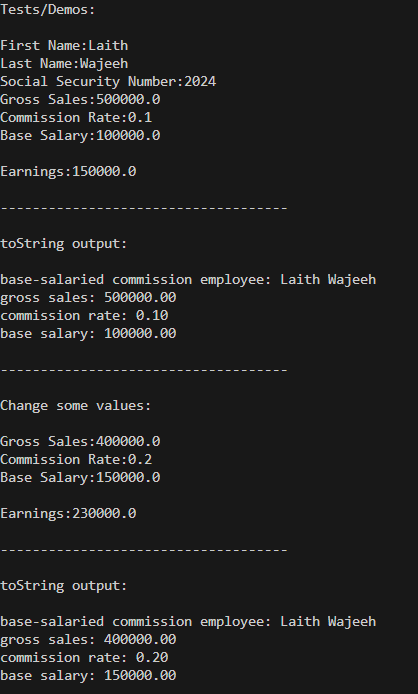 Tests/Demos:
First Name:Laith
Last Name:Wajeeh
Social Security Number:2024
Gross Sales:500000.0
Commission Rate:0.1
Base Salary:100000.0
Earnings:150000.0
------------------------------------
toString output:
base-salaried commission employee: Laith Wajeeh
gross sales: 500000.00
commission rate: 0.10
base salary: 100000.00
------------------------------------
Change some values:
Gross Sales:400000.0
Commission Rate:0.2
Base Salary:150000.0
Earnings:230000.0
------------------------------------
toString output:
base-salaried commission employee: Laith Wajeeh
gross sales: 400000.00
commission rate: 0.20
base salary: 150000.00